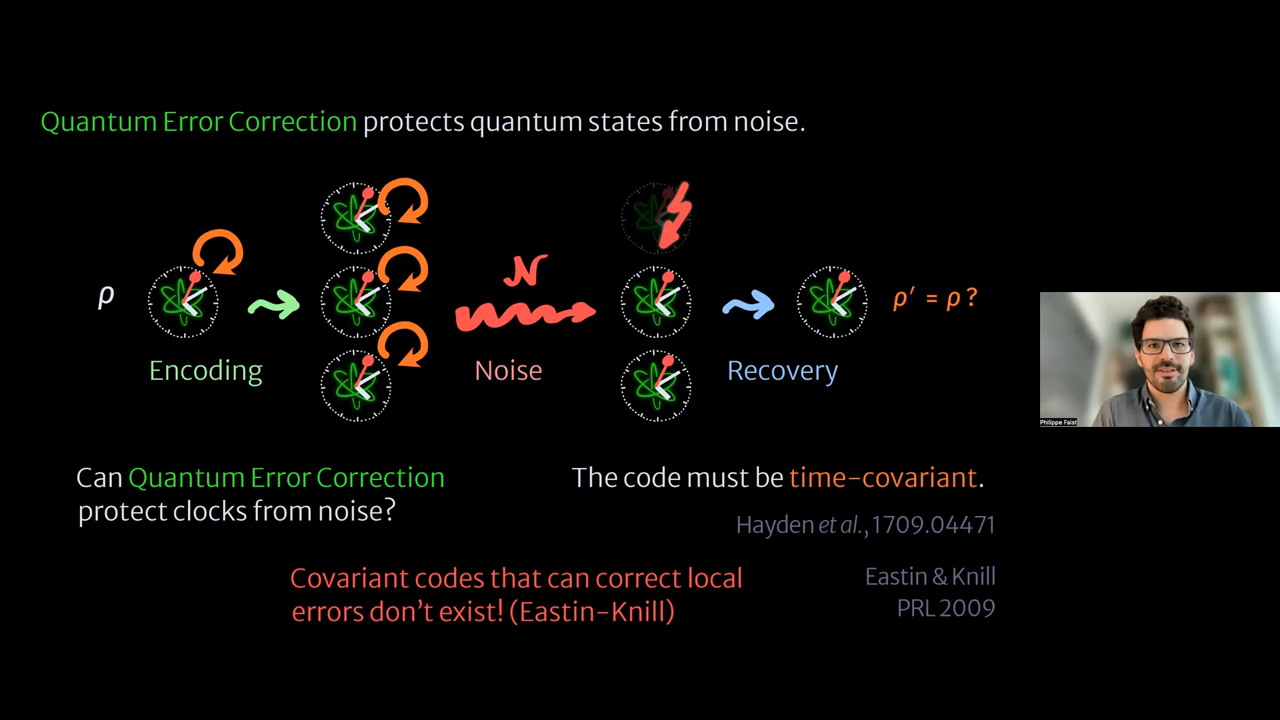 Quantum Error Correction protects quantum states from noise.
ρ
Encoding
𝒩
Noise
Recovery
ρ′ = ρ ?
Philippe Faist
Can Quantum Error Correction
protect clocks from noise?
The code must be time-covariant.
Hayden et al., 1709.04471
Covariant codes that can correct local
errors don't exist! (Eastin-Knill)
Eastin & Knill
PRL 2009